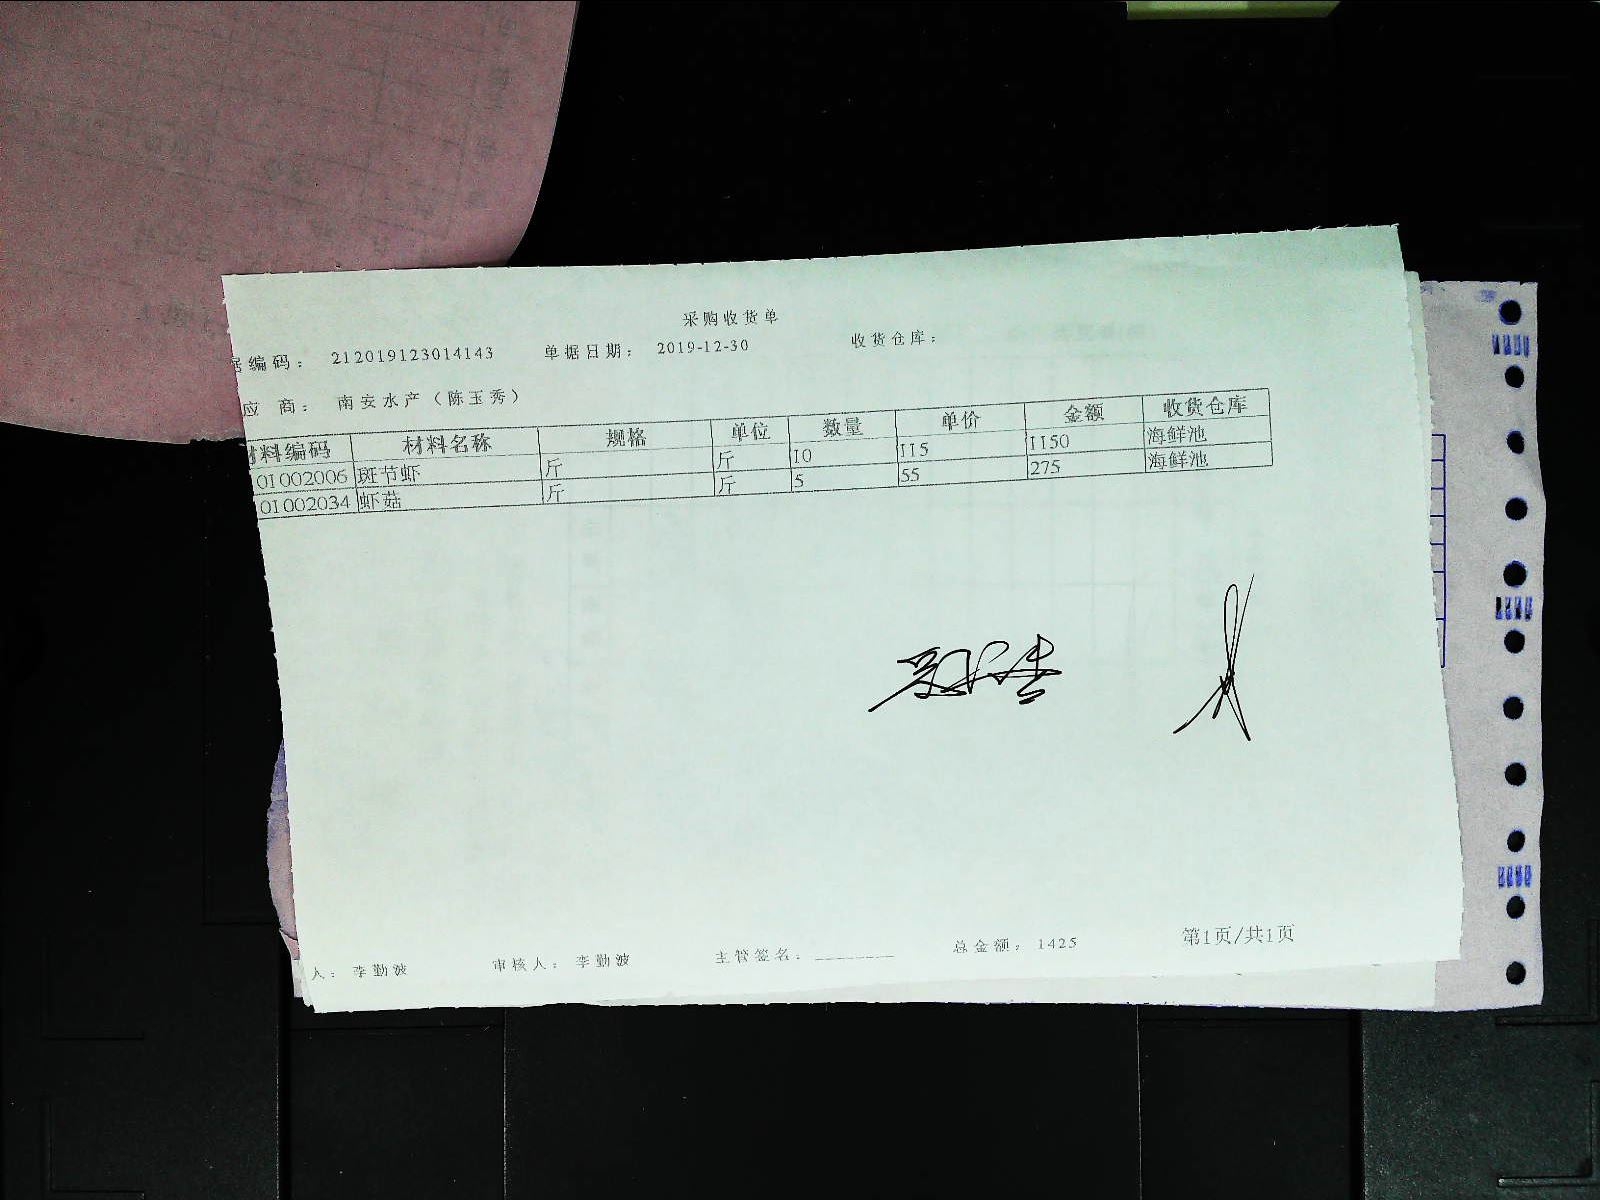 采购收货单
据编码： 212019123014143 单据日期： 2019-12-30 收货仓库：
应 商： 南安水产（陈玉秀）
材料编码 材料名称 规格 单位 数量 单价 金额 收货仓库
01002006 斑节虾 斤 斤 10 115 1150 海鲜池
01002034 虾菇 斤 斤 5 55 275 海鲜池
人： 李勤波 审核人： 李勤波 主管签名：________ 总金额： 1425 第1页/共1页